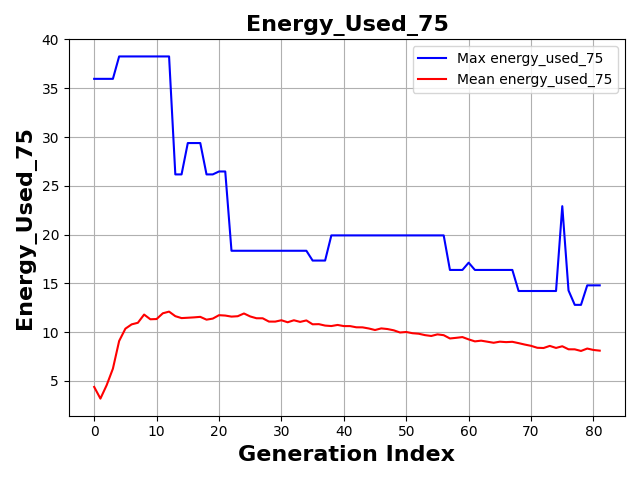 Energy_Used_75
Max energy_used_75
Mean energy_used_75
Energy_Used_75
40
35
30
25
20
15
10
5
0 10 20 30 40 50 60 70 80
Generation Index